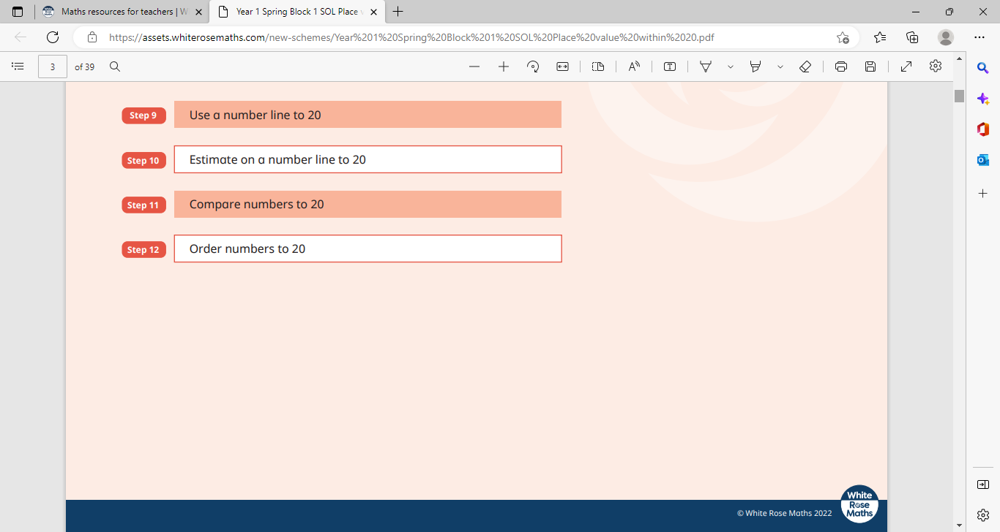 Maths resources for teachers | W
Year 1 Spring Block 1 SOL Place v
https://assets.whiterosemaths.com/new-schemes/Year%201%20Spring%20Block%201%20SOL%20Place%20value%20within%2020.pdf
3 of 39
Step 9 Use a number line to 20
Step 10 Estimate on a number line to 20
Step 11 Compare numbers to 20
Step 12 Order numbers to 20
© White Rose Maths 2022
White
Rose
Maths